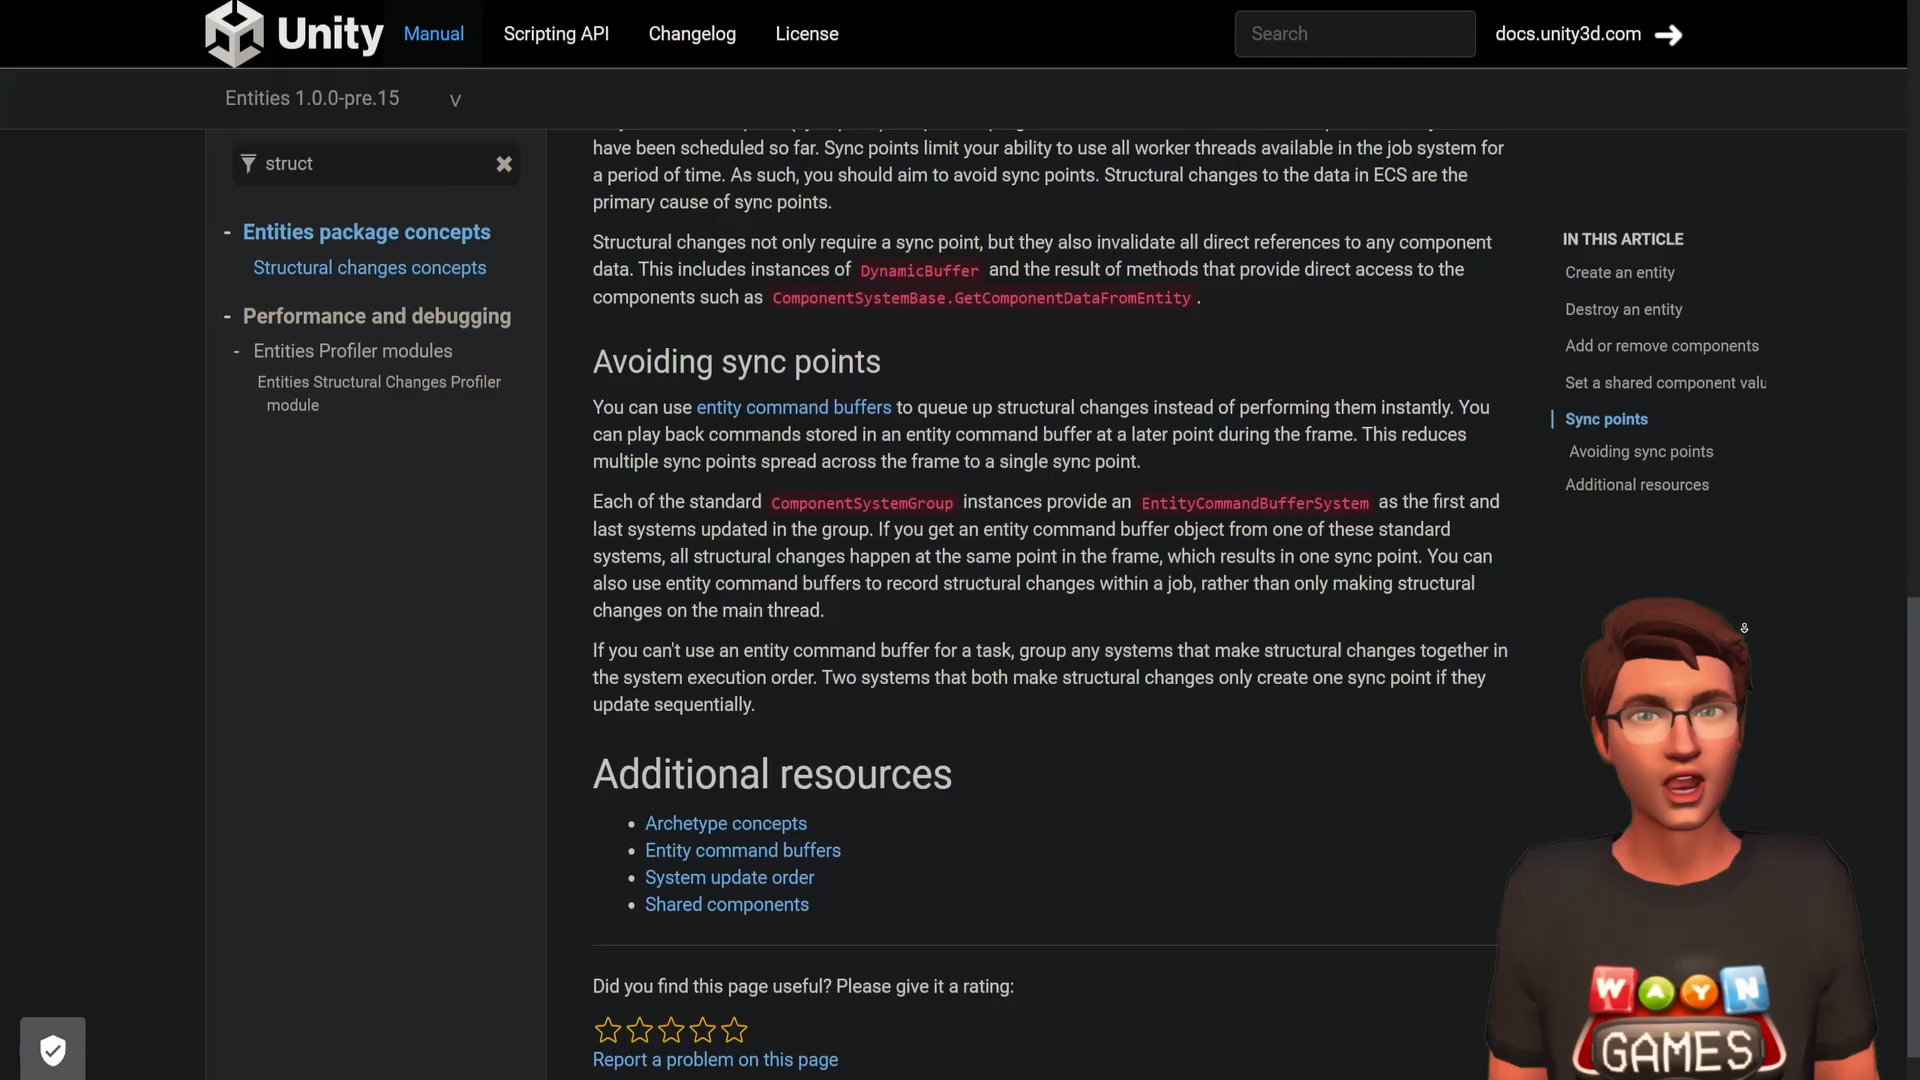 Unity
Manual
Scripting API
Changelog
License
Search
docs.unity3d.com
Entities 1.0.0-pre.15
struct
- Entities package concepts
Structural changes concepts
- Performance and debugging
- Entities Profiler modules
Entities Structural Changes Profiler
module
have been scheduled so far. Sync points limit your ability to use all worker threads available in the job system for
a period of time. As such, you should aim to avoid sync points. Structural changes to the data in ECS are the
primary cause of sync points.
Structural changes not only require a sync point, but they also invalidate all direct references to any component
data. This includes instances of DynamicBuffer and the result of methods that provide direct access to the
components such as ComponentSystemBase.GetComponentDataFromEntity .
Avoiding sync points
You can use entity command buffers to queue up structural changes instead of performing them instantly. You
can play back commands stored in an entity command buffer at a later point during the frame. This reduces
multiple sync points spread across the frame to a single sync point.
Each of the standard ComponentSystemGroup instances provide an EntityCommandBufferSystem as the first and
last systems updated in the group. If you get an entity command buffer object from one of these standard
systems, all structural changes happen at the same point in the frame, which results in one sync point. You can
also use entity command buffers to record structural changes within a job, rather than only making structural
changes on the main thread.
If you can't use an entity command buffer for a task, group any systems that make structural changes together in
the system execution order. Two systems that both make structural changes only create one sync point if they
update sequentially.
Additional resources
• Archetype concepts
• Entity command buffers
• System update order
• Shared components
Did you find this page useful? Please give it a rating:
Report a problem on this page
IN THIS ARTICLE
Create an entity
Destroy an entity
Add or remove components
Set a shared component valu
Sync points
Avoiding sync points
Additional resources
WAYN
GAMES